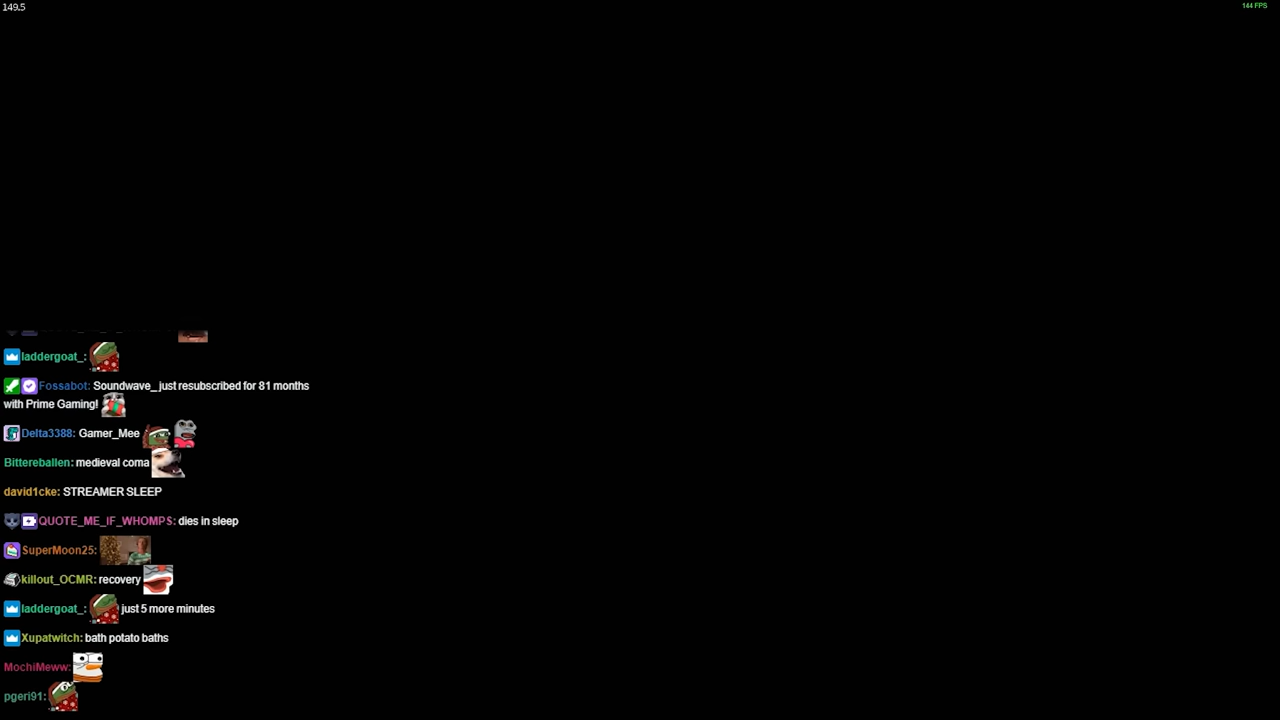 149.5
144 FPS
laddergoat_:
Fossabot: Soundwave_ just resubscribed for 81 months
with Prime Gaming!
Delta3388: Gamer_Mee
Bittereballen: medieval coma
david1cke: STREAMER SLEEP
QUOTE_ME_IF_WHOMPS: dies in sleep
SuperMoon25:
killout_OCMR: recovery
laddergoat_: just 5 more minutes
Xupatwitch: bath potato baths
MochiMeww:
pgeri91: